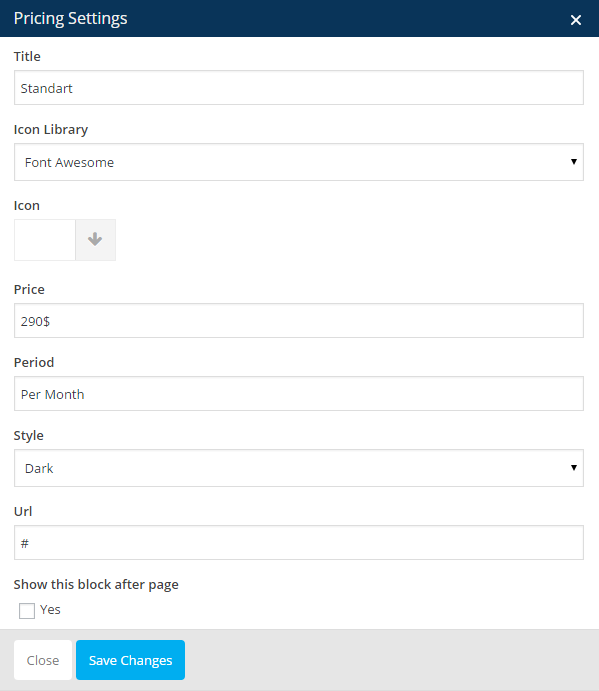 Pricing Settings
Title
Standart
Icon Library
Font Awesome
Icon
Price
290$
Period
Per Month
Style
Dark
Url
#
Show this block after page
Yes
Close
Save Changes